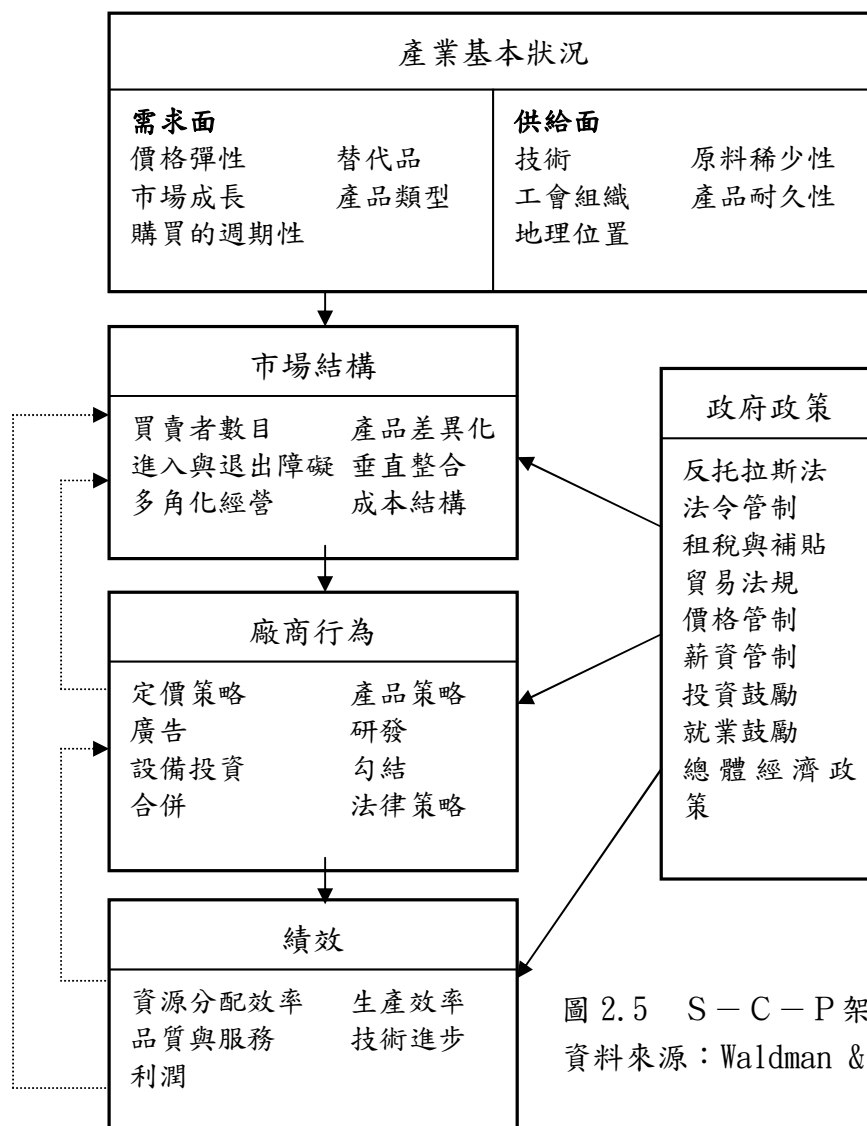 產業基本狀況
需求面
價格彈性 替代品
市場成長 產品類型
購買的週期性
供給面
技術 原料稀少性
工會組織 產品耐久性
地理位置
市場結構
買賣者數目 產品差異化
進入與退出障礙 垂直整合
多角化經營 成本結構
政府政策
反托拉斯法
法令管制
租稅與補貼
貿易法規
價格管制
薪資管制
投資鼓勵
就業鼓勵
總體經濟政
策
廠商行為
定價策略 產品策略
廣告 研發
設備投資 勾結
合併 法律策略
績效
資源分配效率 生產效率
品質與服務 技術進步
利潤
圖 2.5 S－C－P 架
資料來源：Waldman &